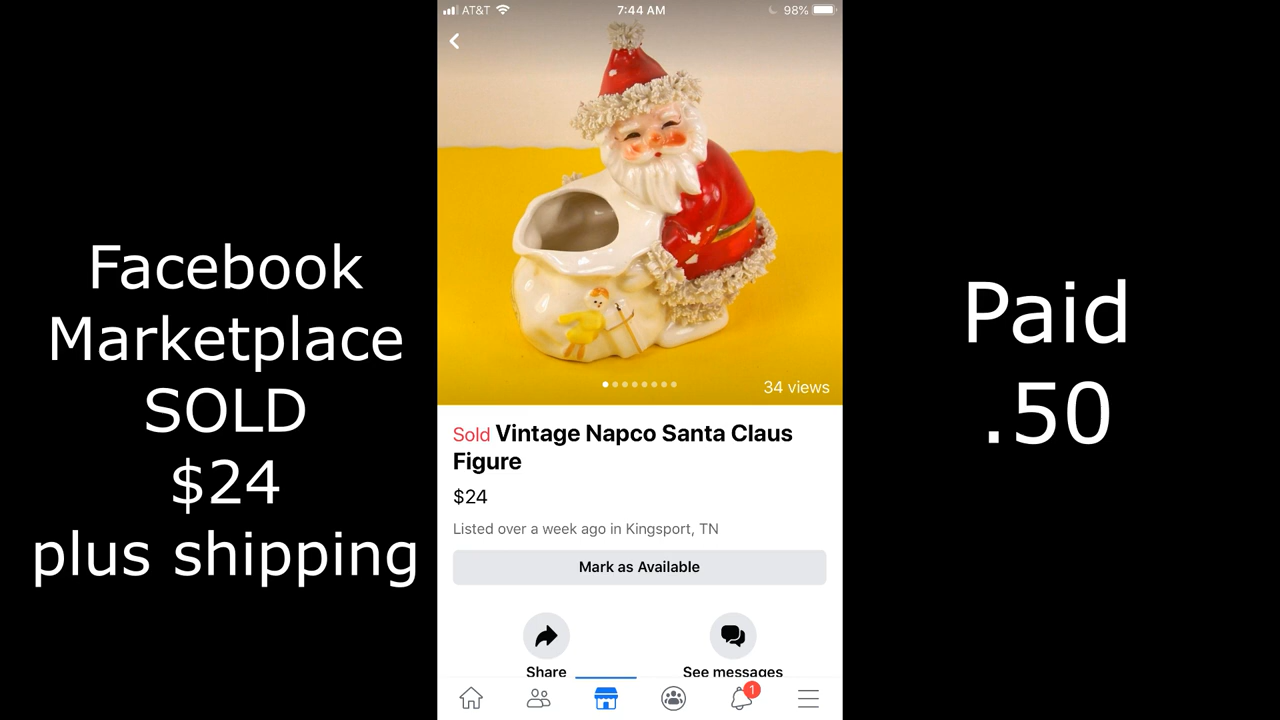 AT&T
7:44 AM
98%
34 views
Facebook
Marketplace
SOLD
$24
plus shipping
Sold Vintage Napco Santa Claus
Figure
$24
Listed over a week ago in Kingsport, TN
Mark as Available
Share
See messages
1
Paid
.50